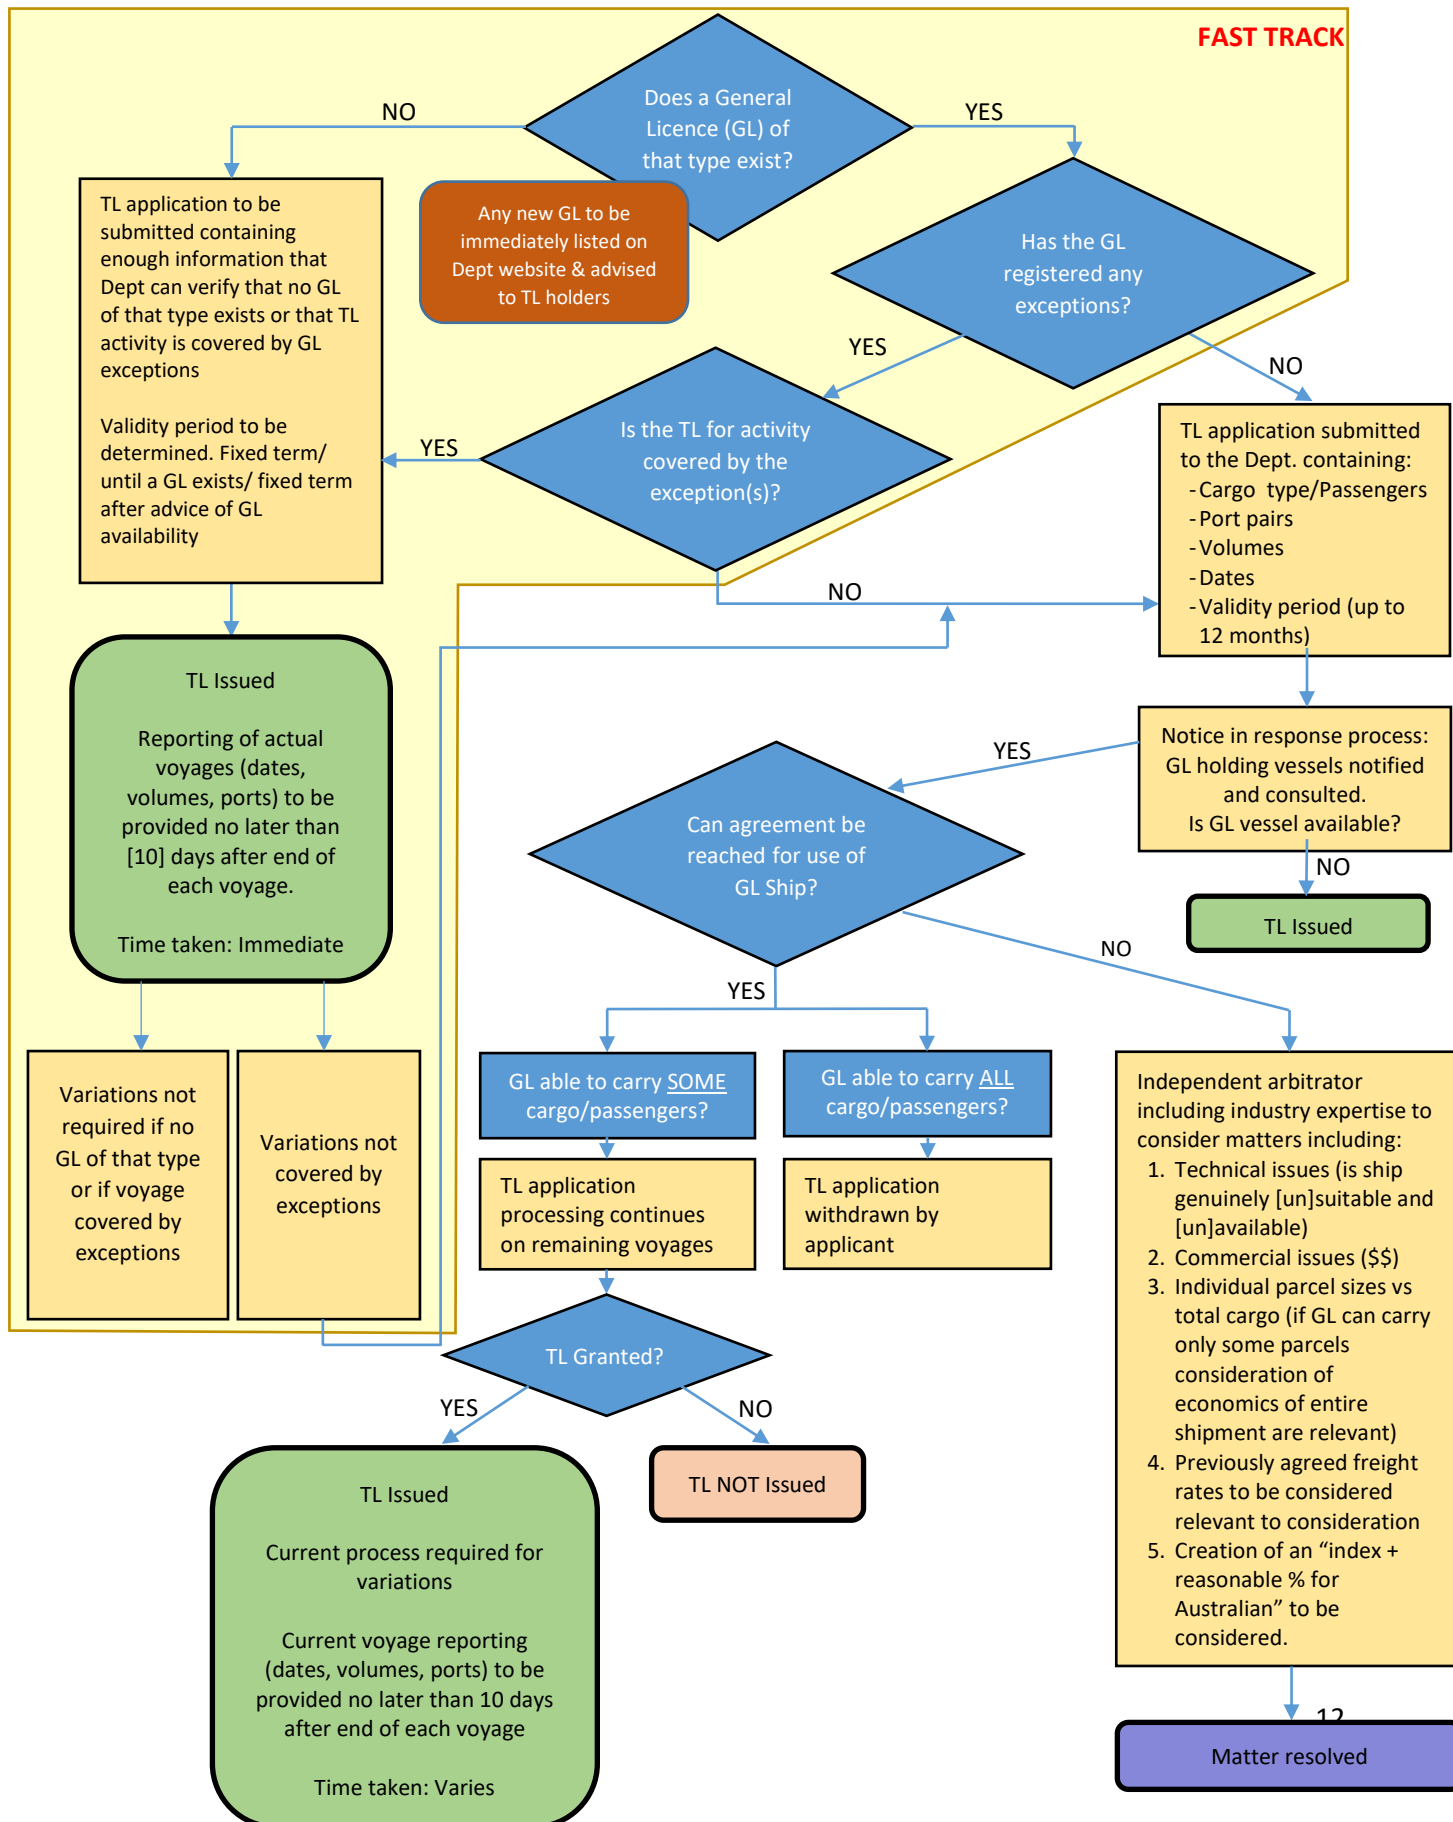 FAST TRACK
Does a General
Licence (GL) of
that type exist?
NO
YES
TL application to be
submitted containing
enough information that
Dept can verify that no GL
of that type exists or that TL
activity is covered by GL
exceptions
Validity period to be
determined. Fixed term/
until a GL exists/ fixed term
after advice of GL
availability
Any new GL to be
immediately listed on
Dept website & advised
to TL holders
Has the GL
registered any
exceptions?
YES
NO
Is the TL for activity
covered by the
exception(s)?
YES
NO
TL application submitted
to the Dept. containing:
- Cargo type/Passengers
- Port pairs
- Volumes
- Dates
- Validity period (up to
12 months)
TL Issued
Reporting of actual
voyages (dates,
volumes, ports) to be
provided no later than
[10] days after end of
each voyage.
Time taken: Immediate
Notice in response process:
GL holding vessels notified
and consulted.
Is GL vessel available?
YES
NO
TL Issued
Can agreement be
reached for use of
GL Ship?
YES
NO
Variations not
required if no
GL of that type
or if voyage
covered by
exceptions
Variations not
covered by
exceptions
GL able to carry SOME
cargo/passengers?
GL able to carry ALL
cargo/passengers?
TL application
processing continues
on remaining voyages
TL application
withdrawn by
applicant
Independent arbitrator
including industry expertise to
consider matters including:
1. Technical issues (is ship
genuinely [un]suitable and
[un]available)
2. Commercial issues ($$)
3. Individual parcel sizes vs
total cargo (if GL can carry
only some parcels
consideration of
economics of entire
shipment are relevant)
4. Previously agreed freight
rates to be considered
relevant to consideration
5. Creation of an “index +
reasonable % for
Australian” to be
considered.
TL Granted?
YES
NO
TL NOT Issued
TL Issued
Current process required for
variations
Current voyage reporting
(dates, volumes, ports) to be
provided no later than 10 days
after end of each voyage
Time taken: Varies
12
Matter resolved